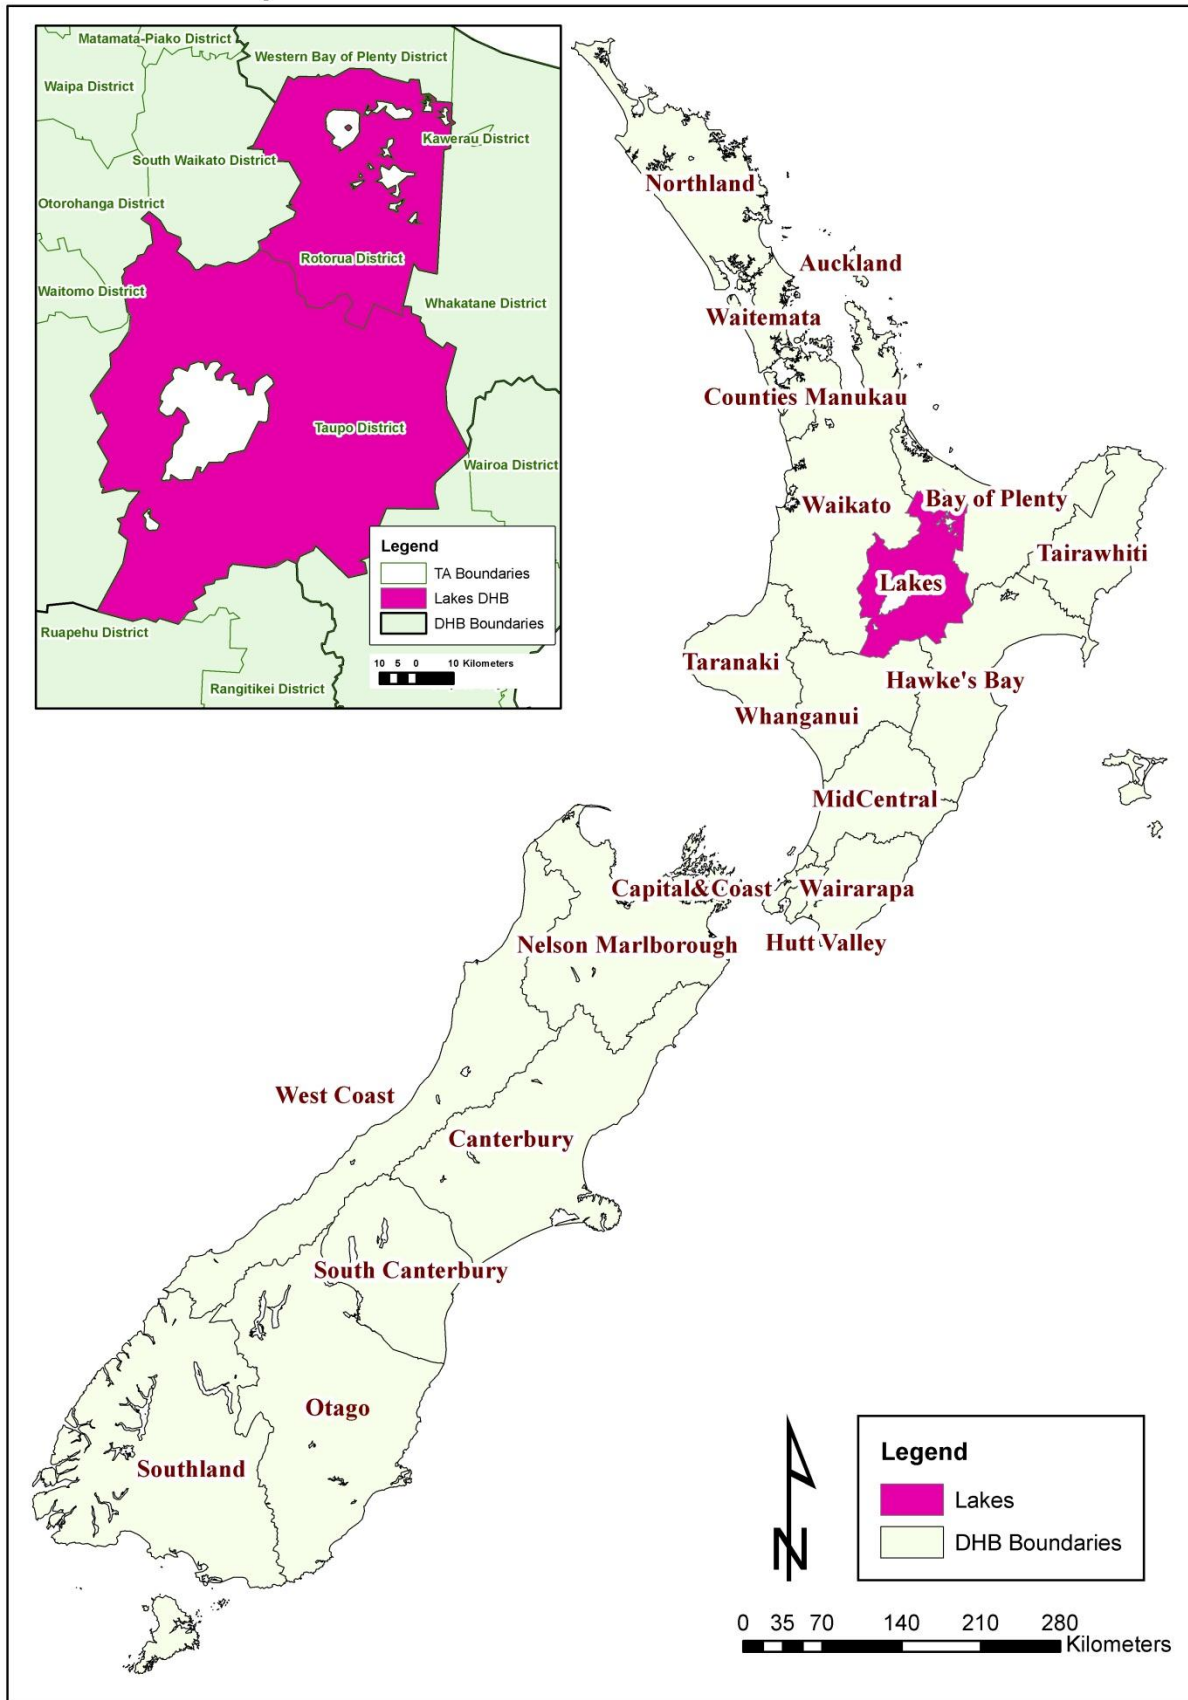 Matamata-Piako District
Western Bay of Plenty District
Waipa District
Kawerau District
South Waikato District
Otorohanga District
Rotorua District
Waitomo District
Whakatane District
Taupo District
Wairoa District
Legend
TA Boundaries
Lakes DHB
DHB Boundaries
Ruapehu District
10 5 0 10 Kilometers
Rangitikei District
Northland
Auckland
Waitemata
Counties Manukau
Waikato
Bay of Plenty
Tairawhiti
Lakes
Taranaki
Hawke's Bay
Whanganui
MidCentral
Capital&Coast
Wairarapa
Nelson Marlborough
Hutt Valley
West Coast
Canterbury
South Canterbury
Otago
Southland
N
Legend
Lakes
DHB Boundaries
0 35 70 140 210 280
Kilometers